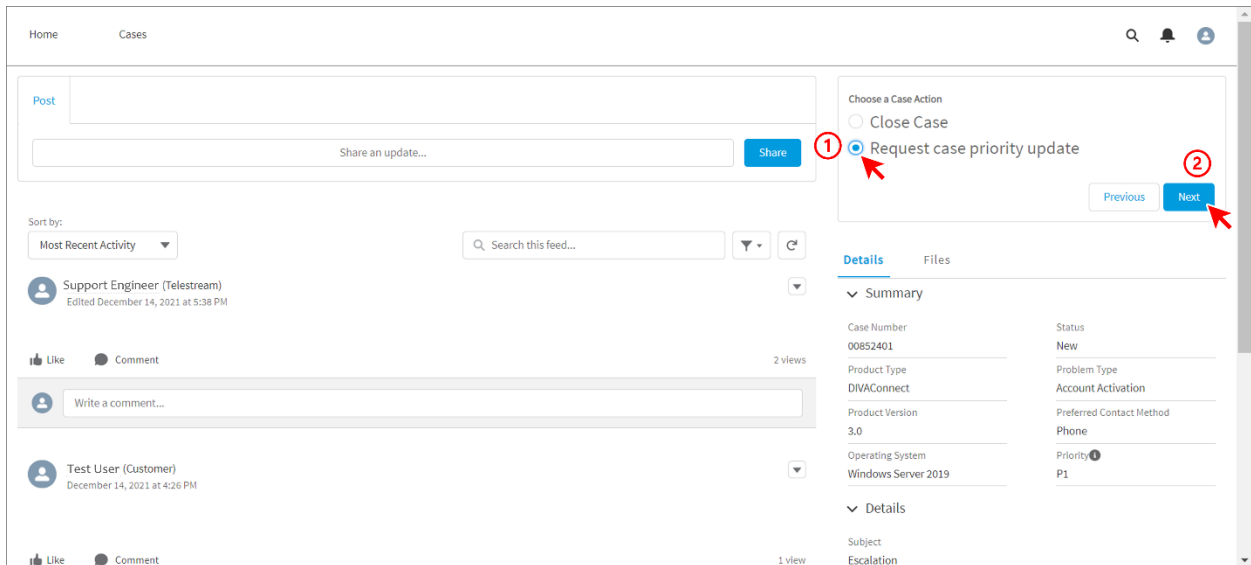 Home Cases
Post
Share an update... Share
Sort by:
Most Recent Activity Search this feed...
Support Engineer (Telestream)
Edited December 14, 2021 at 5:38 PM
Like Comment 2 views
Write a comment...
Test User (Customer)
December 14, 2021 at 4:26 PM
Like Comment 1 view
Choose a Case Action
Close Case
1 Request case priority update
2
Previous Next
Details Files
Summary
Case Number Status
00852401 New
Product Type Problem Type
DIVAConnect Account Activation
Product Version Preferred Contact Method
3.0 Phone
Operating System Priority
Windows Server 2019 P1
Details
Subject
Escalation